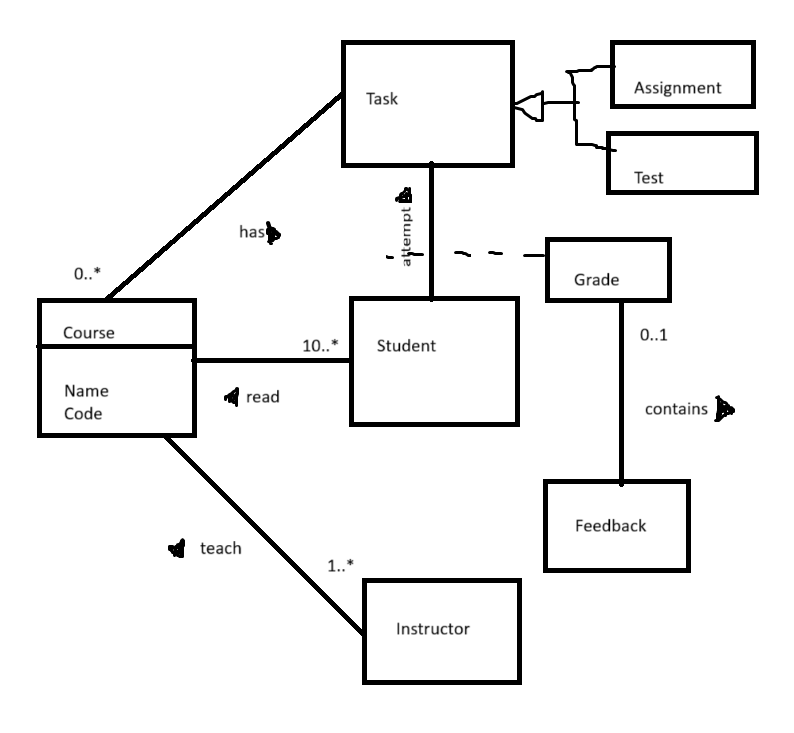 Task
Assignment
Test
has
attempt
0..*
Grade
Course
Name
Code
10..*
Student
0..1
read
contains
Feedback
teach
1..*
Instructor